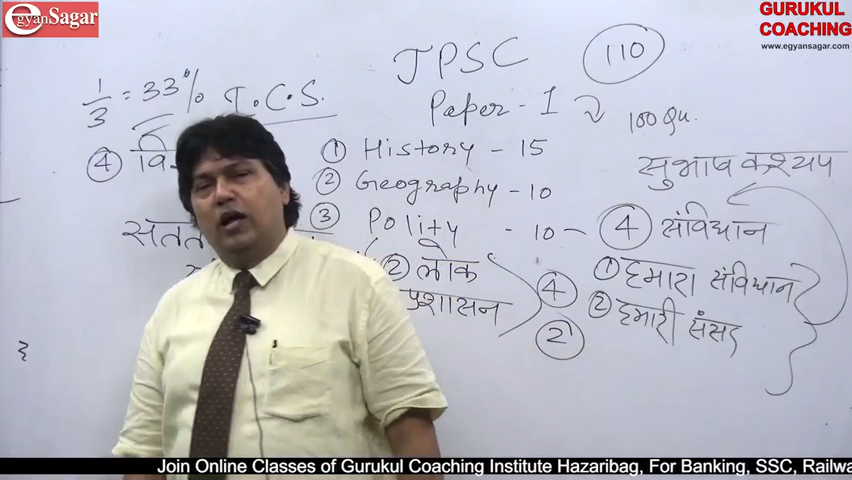 egyanSagar
GURUKUL
COACHING
www.egyansagar.com
JPSC
110
1/3 = 33% T.C.S.
Paper - 1
100 Qu.
① History - 15
④ वि
सुभाष कश्यप
② Geography - 10
③ Polity - 10 - ④ संविधान
सतत
② लोक
प्रशासन
④
②
① हमारा संविधान
② हमारी संसद
Join Online Classes of Gurukul Coaching Institute Hazaribag, For Banking, SSC, Railwa